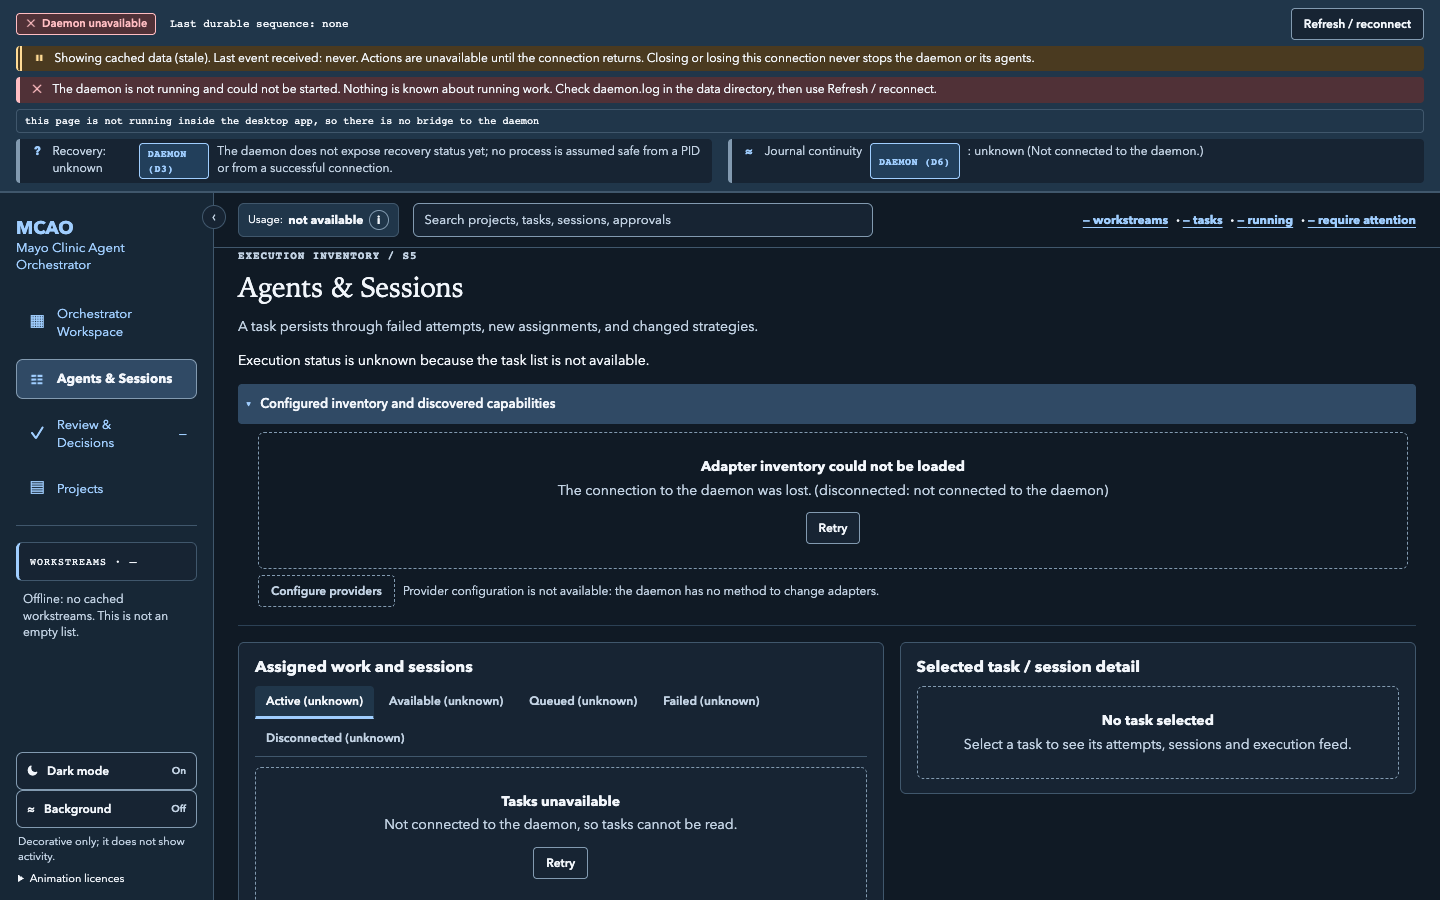 Daemon unavailable
Last durable sequence: none
Refresh / reconnect
Showing cached data (stale). Last event received: never. Actions are unavailable until the connection returns. Closing or losing this connection never stops the daemon or its agents.
The daemon is not running and could not be started. Nothing is known about running work. Check daemon.log in the data directory, then use Refresh / reconnect.
this page is not running inside the desktop app, so there is no bridge to the daemon
? Recovery:
unknown
DAEMON
(D3)
The daemon does not expose recovery status yet; no process is assumed safe from a PID
or from a successful connection.
≈ Journal continuity
DAEMON (D6)
: unknown (Not connected to the daemon.)
MCAO
Mayo Clinic Agent
Orchestrator
Orchestrator
Workspace
Agents & Sessions
Review &
Decisions
–
Projects
WORKSTREAMS · –
Offline: no cached
workstreams. This is not an
empty list.
Dark mode On
≈ Background Off
Decorative only; it does not show
activity.
Animation licences
‹
Usage: not available i
Search projects, tasks, sessions, approvals
– workstreams · – tasks · – running · – require attention
EXECUTION INVENTORY / S5
Agents & Sessions
A task persists through failed attempts, new assignments, and changed strategies.
Execution status is unknown because the task list is not available.
Configured inventory and discovered capabilities
Adapter inventory could not be loaded
The connection to the daemon was lost. (disconnected: not connected to the daemon)
Retry
Configure providers
Provider configuration is not available: the daemon has no method to change adapters.
Assigned work and sessions
Active (unknown) Available (unknown) Queued (unknown) Failed (unknown)
Disconnected (unknown)
Tasks unavailable
Not connected to the daemon, so tasks cannot be read.
Retry
Selected task / session detail
No task selected
Select a task to see its attempts, sessions and execution feed.